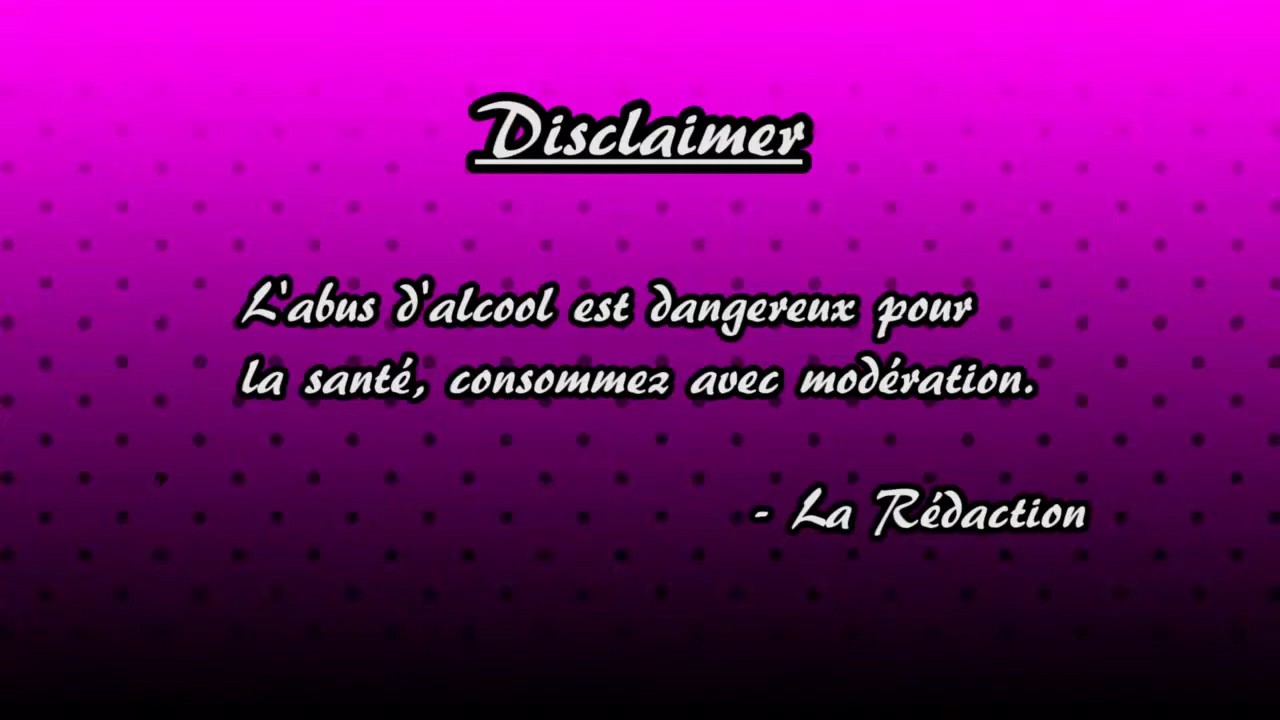 Disclaimer
L'abus d'alcool est dangereux pour
la santé, consommez avec modération.
- La Rédaction